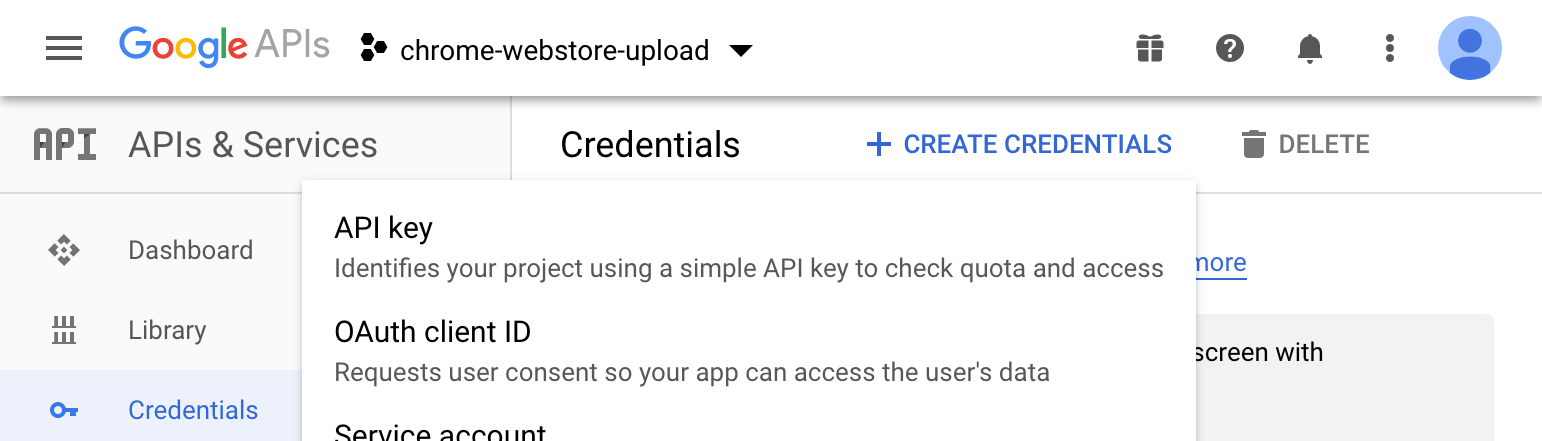 Google APIs chrome-webstore-upload
API APIs & Services
Credentials + CREATE CREDENTIALS DELETE
Dashboard
Library
Credentials
API key
Identifies your project using a simple API key to check quota and access
OAuth client ID
Requests user consent so your app can access the user's data
Service account
more
screen with